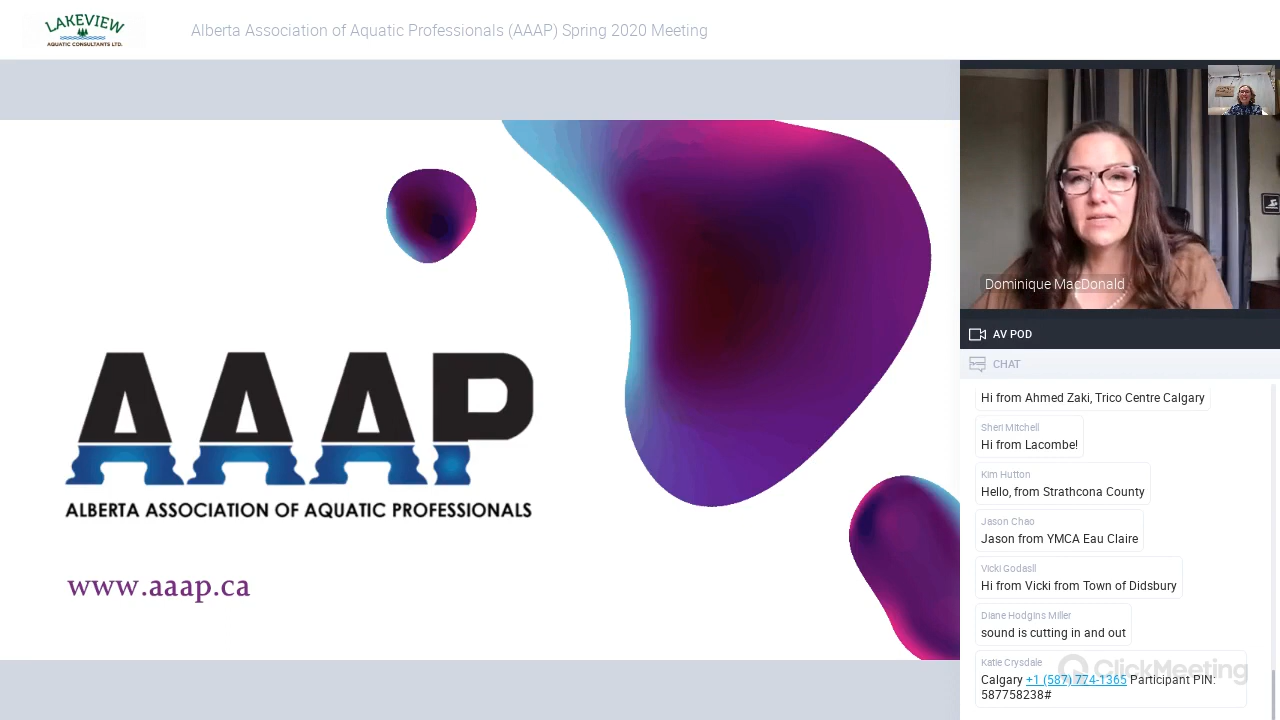 LAKEVIEW
AQUATIC CONSULTANTS LTD.
Alberta Association of Aquatic Professionals (AAAP) Spring 2020 Meeting
AAAP
ALBERTA ASSOCIATION OF AQUATIC PROFESSIONALS
www.aaap.ca
Dominique MacDonald
AV POD
CHAT
Hi from Ahmed Zaki, Trico Centre Calgary
Sheri Mitchell
Hi from Lacombe!
Kim Hutton
Hello, from Strathcona County
Jason Chao
Jason from YMCA Eau Claire
Vicki Godasll
Hi from Vicki from Town of Didsbury
Diane Hodgins Miller
sound is cutting in and out
Katie Crysdale
Calgary +1 (587) 774-1365 Participant PIN:
587758238#
ClickMeeting